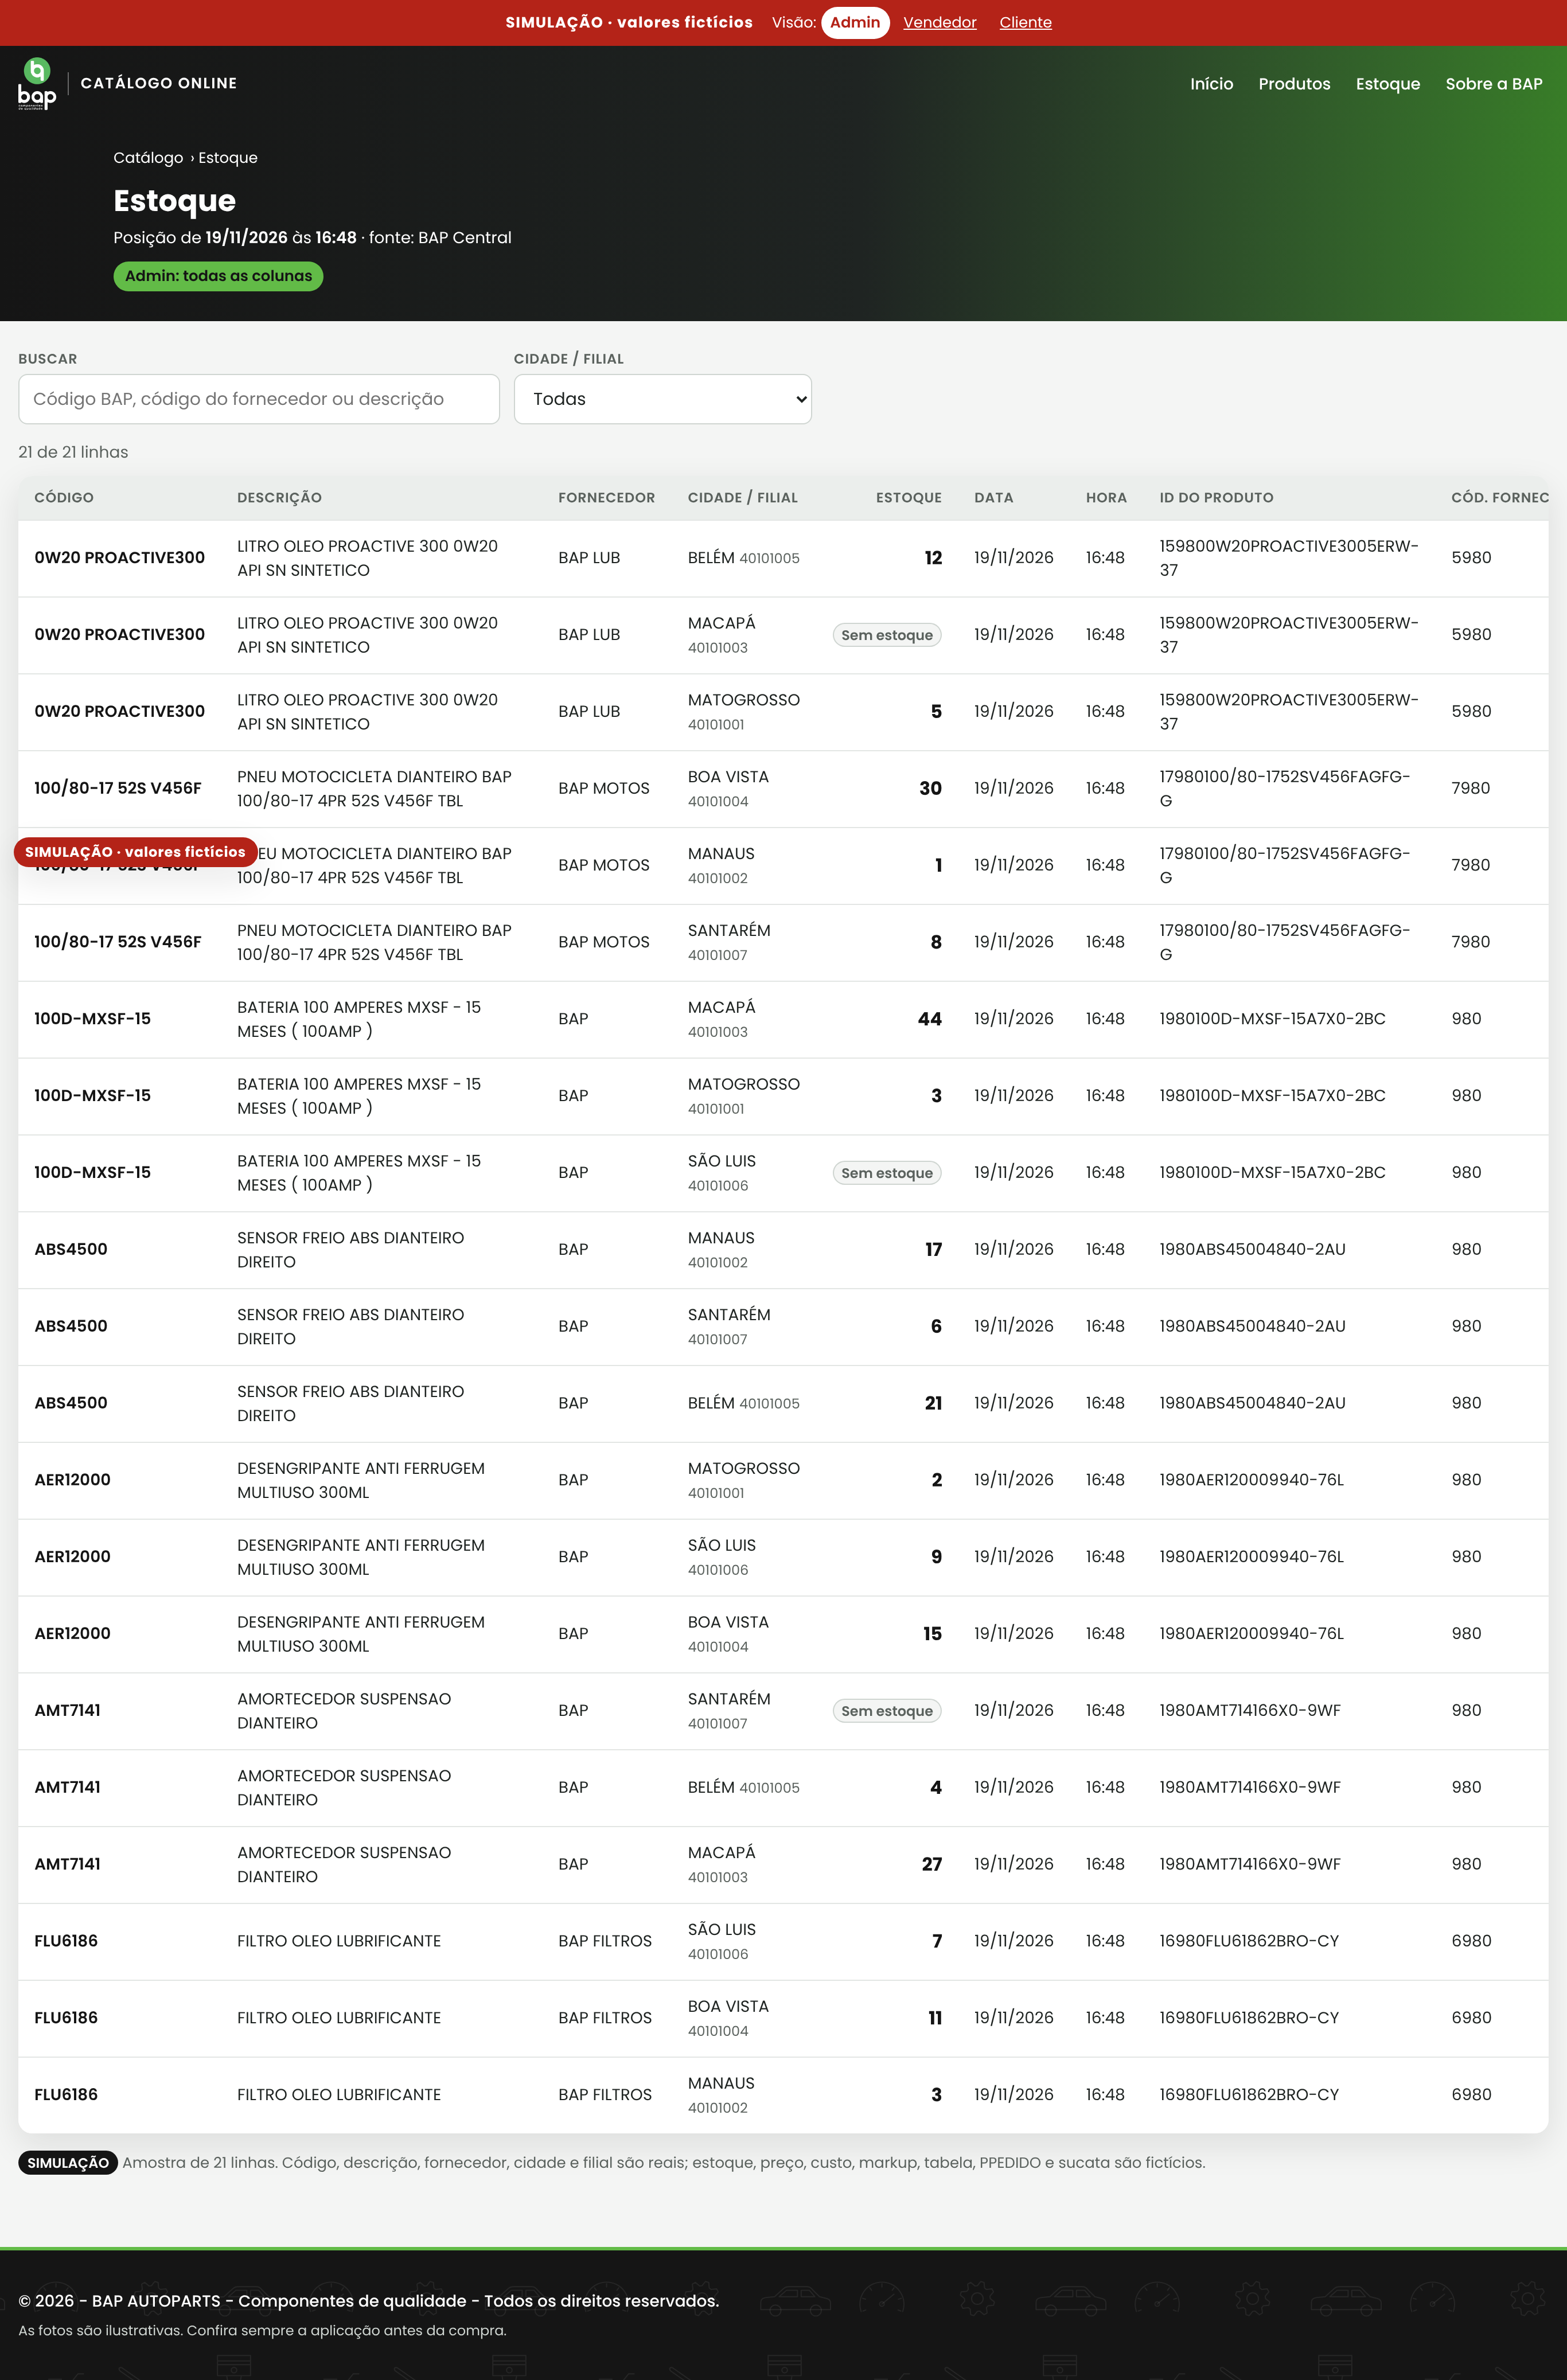 SIMULAÇÃO · valores fictícios Visão: Admin Vendedor Cliente
bap CATÁLOGO ONLINE Início Produtos Estoque Sobre a BAP
Catálogo › Estoque
Estoque
Posição de 19/11/2026 às 16:48 · fonte: BAP Central
Admin: todas as colunas
BUSCAR CIDADE / FILIAL
Código BAP, código do fornecedor ou descrição Todas
21 de 21 linhas
CÓDIGO DESCRIÇÃO FORNECEDOR CIDADE / FILIAL ESTOQUE DATA HORA ID DO PRODUTO CÓD. FORNEC
LITRO OLEO PROACTIVE 300 0W20 159800W20PROACTIVE3005ERW-
0W20 PROACTIVE300 BAP LUB BELÉM 40101005 12 19/11/2026 16:48 5980
API SN SINTETICO 37
LITRO OLEO PROACTIVE 300 0W20 MACAPÁ 159800W20PROACTIVE3005ERW-
0W20 PROACTIVE300 BAP LUB Sem estoque 19/11/2026 16:48 5980
API SN SINTETICO 40101003 37
LITRO OLEO PROACTIVE 300 0W20 MATOGROSSO 159800W20PROACTIVE3005ERW-
0W20 PROACTIVE300 BAP LUB 5 19/11/2026 16:48 5980
API SN SINTETICO 40101001 37
PNEU MOTOCICLETA DIANTEIRO BAP BOA VISTA 17980100/80-1752SV456FAGFG-
100/80-17 52S V456F BAP MOTOS 30 19/11/2026 16:48 7980
100/80-17 4PR 52S V456F TBL 40101004 G
SIMULAÇÃO · valores fictícios EU MOTOCICLETA DIANTEIRO BAP MANAUS 17980100/80-1752SV456FAGFG-
BAP MOTOS 1 19/11/2026 16:48 7980
100/80-17 4PR 52S V456F TBL 40101002 G
PNEU MOTOCICLETA DIANTEIRO BAP SANTARÉM 17980100/80-1752SV456FAGFG-
100/80-17 52S V456F BAP MOTOS 8 19/11/2026 16:48 7980
100/80-17 4PR 52S V456F TBL 40101007 G
BATERIA 100 AMPERES MXSF - 15 MACAPÁ
100D-MXSF-15 BAP 44 19/11/2026 16:48 1980100D-MXSF-15A7X0-2BC 980
MESES ( 100AMP ) 40101003
BATERIA 100 AMPERES MXSF - 15 MATOGROSSO
100D-MXSF-15 BAP 3 19/11/2026 16:48 1980100D-MXSF-15A7X0-2BC 980
MESES ( 100AMP ) 40101001
BATERIA 100 AMPERES MXSF - 15 SÃO LUIS
100D-MXSF-15 BAP Sem estoque 19/11/2026 16:48 1980100D-MXSF-15A7X0-2BC 980
MESES ( 100AMP ) 40101006
SENSOR FREIO ABS DIANTEIRO MANAUS
ABS4500 BAP 17 19/11/2026 16:48 1980ABS45004840-2AU 980
DIREITO 40101002
SENSOR FREIO ABS DIANTEIRO SANTARÉM
ABS4500 BAP 6 19/11/2026 16:48 1980ABS45004840-2AU 980
DIREITO 40101007
SENSOR FREIO ABS DIANTEIRO
ABS4500 BAP BELÉM 40101005 21 19/11/2026 16:48 1980ABS45004840-2AU 980
DIREITO
DESENGRIPANTE ANTI FERRUGEM MATOGROSSO
AER12000 BAP 2 19/11/2026 16:48 1980AER120009940-76L 980
MULTIUSO 300ML 40101001
DESENGRIPANTE ANTI FERRUGEM SÃO LUIS
AER12000 BAP 9 19/11/2026 16:48 1980AER120009940-76L 980
MULTIUSO 300ML 40101006
DESENGRIPANTE ANTI FERRUGEM BOA VISTA
AER12000 BAP 15 19/11/2026 16:48 1980AER120009940-76L 980
MULTIUSO 300ML 40101004
AMORTECEDOR SUSPENSAO SANTARÉM
AMT7141 BAP Sem estoque 19/11/2026 16:48 1980AMT714166X0-9WF 980
DIANTEIRO 40101007
AMORTECEDOR SUSPENSAO
AMT7141 BAP BELÉM 40101005 4 19/11/2026 16:48 1980AMT714166X0-9WF 980
DIANTEIRO
AMORTECEDOR SUSPENSAO MACAPÁ
AMT7141 BAP 27 19/11/2026 16:48 1980AMT714166X0-9WF 980
DIANTEIRO 40101003
SÃO LUIS
FLU6186 FILTRO OLEO LUBRIFICANTE BAP FILTROS 7 19/11/2026 16:48 16980FLU61862BRO-CY 6980
40101006
BOA VISTA
FLU6186 FILTRO OLEO LUBRIFICANTE BAP FILTROS 11 19/11/2026 16:48 16980FLU61862BRO-CY 6980
40101004
MANAUS
FLU6186 FILTRO OLEO LUBRIFICANTE BAP FILTROS 3 19/11/2026 16:48 16980FLU61862BRO-CY 6980
40101002
SIMULAÇÃO Amostra de 21 linhas. Código, descrição, fornecedor, cidade e filial são reais; estoque, preço, custo, markup, tabela, PPEDIDO e sucata são fictícios.
© 2026 - BAP AUTOPARTS - Componentes de qualidade - Todos os direitos reservados.
As fotos são ilustrativas. Confira sempre a aplicação antes da compra.